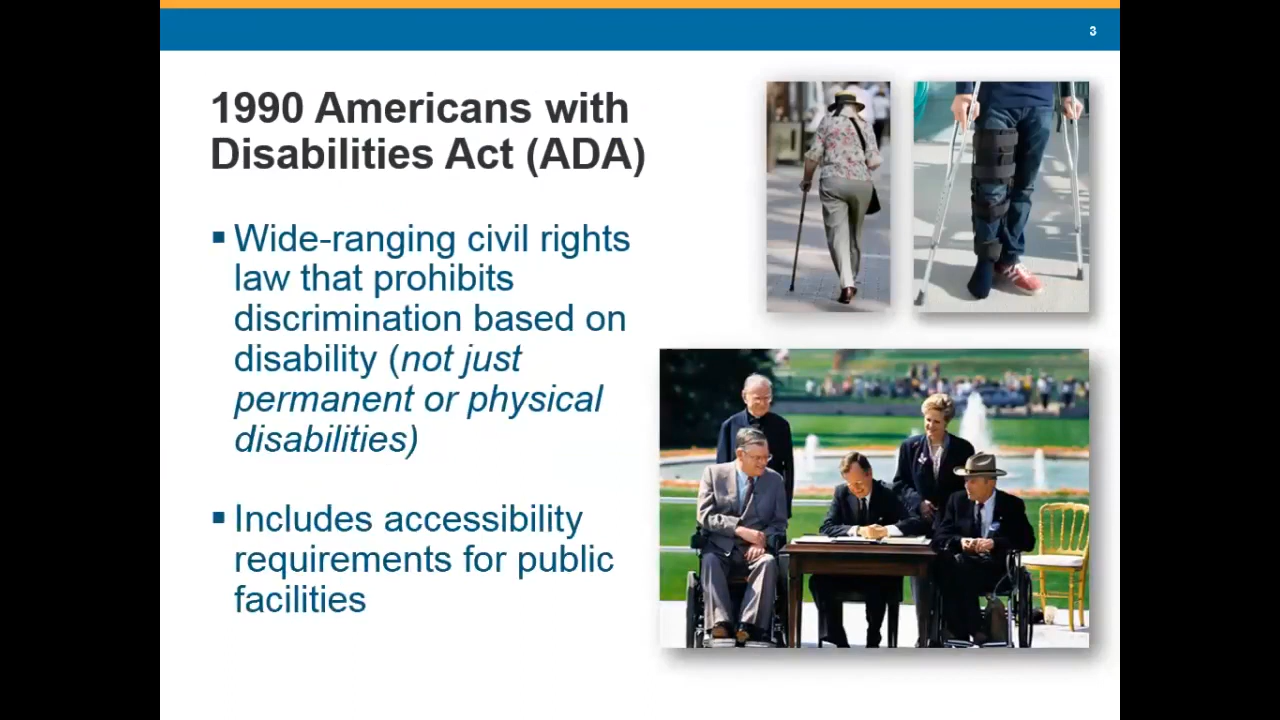 3
1990 Americans with
Disabilities Act (ADA)
▪ Wide-ranging civil rights
law that prohibits
discrimination based on
disability (not just
permanent or physical
disabilities)
▪ Includes accessibility
requirements for public
facilities